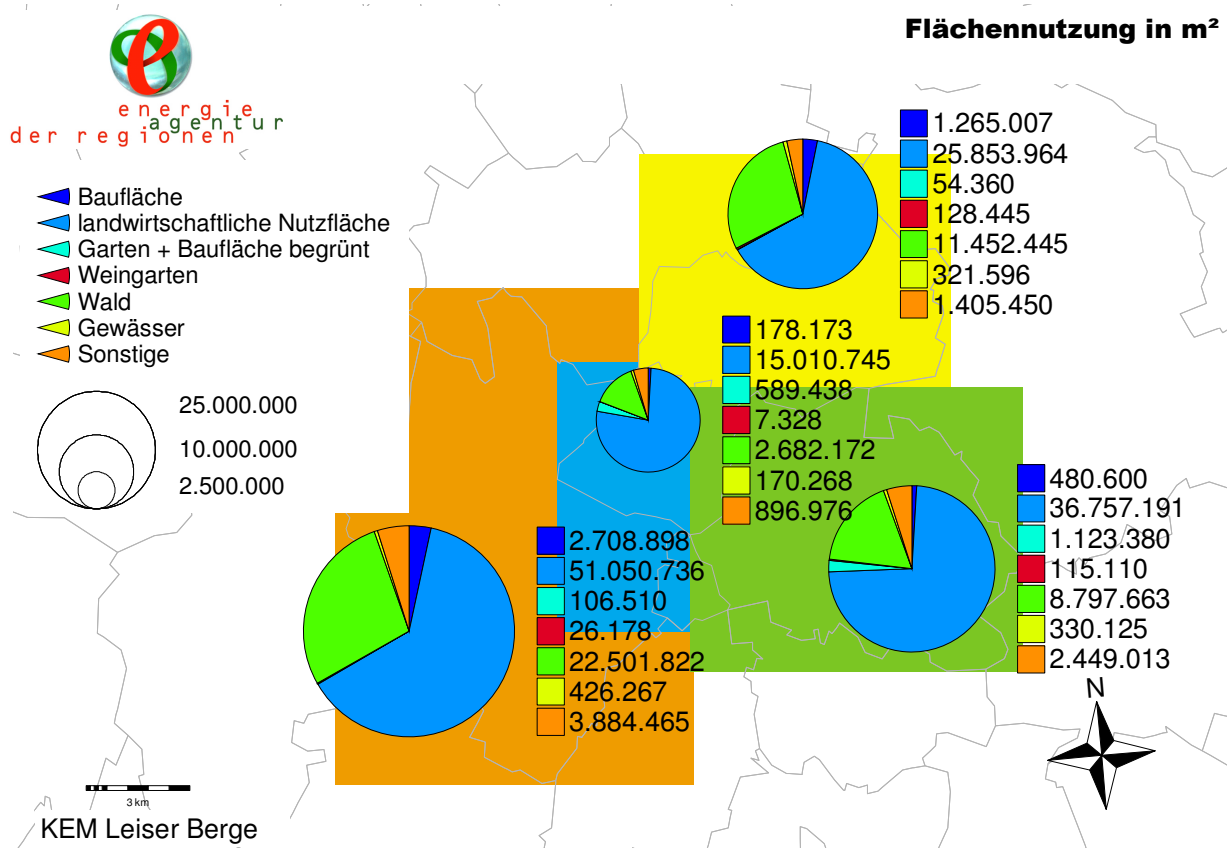 Flächennutzung in m²
energie
agentur
der regionen
Baufläche
landwirtschaftliche Nutzfläche
Garten + Baufläche begrünt
Weingarten
Wald
Gewässer
Sonstige
25.000.000
10.000.000
2.500.000
1.265.007
25.853.964
54.360
128.445
11.452.445
321.596
1.405.450
178.173
15.010.745
589.438
7.328
2.682.172
170.268
896.976
480.600
36.757.191
1.123.380
115.110
8.797.663
330.125
2.449.013
2.708.898
51.050.736
106.510
26.178
22.501.822
426.267
3.884.465
N
3 km
KEM Leiser Berge